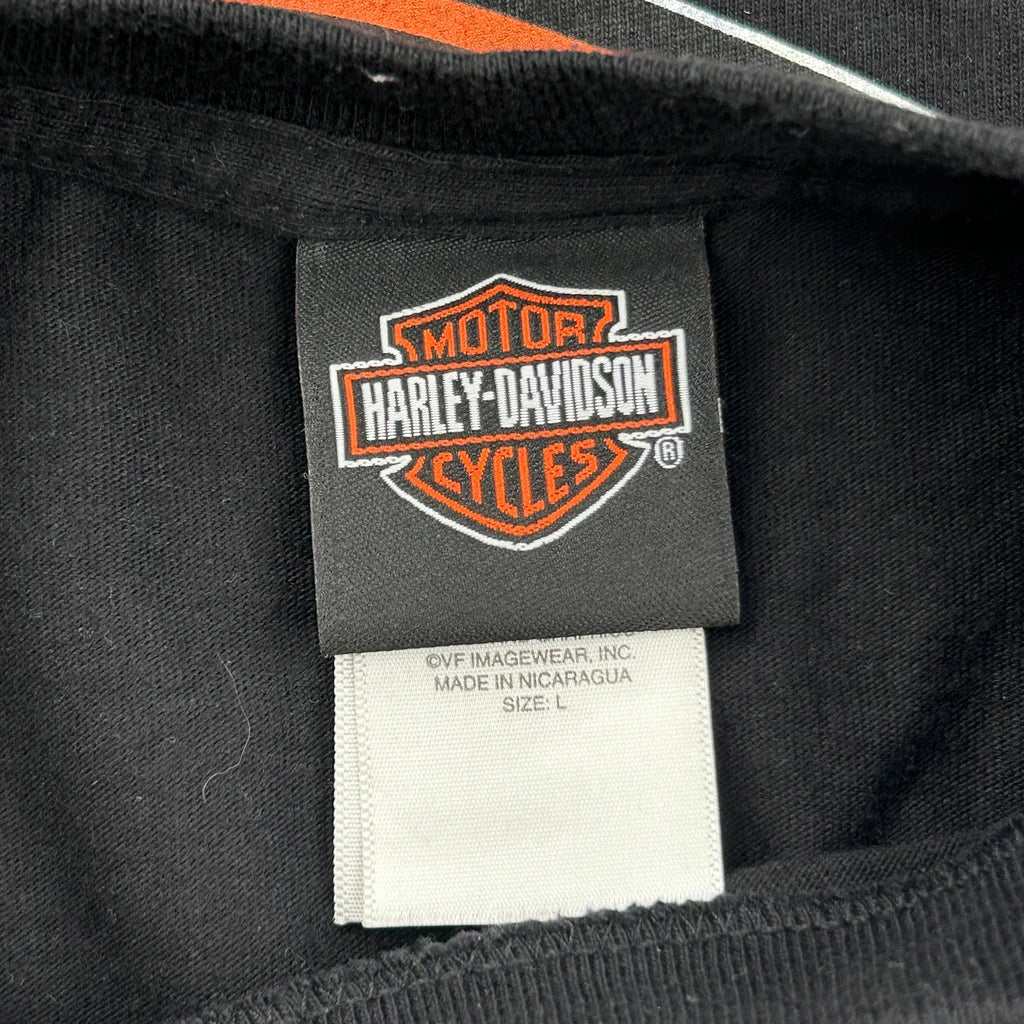 MOTOR
HARLEY-DAVIDSON
CYCLES
®
©VF IMAGEWEAR, INC.
MADE IN NICARAGUA
SIZE: L